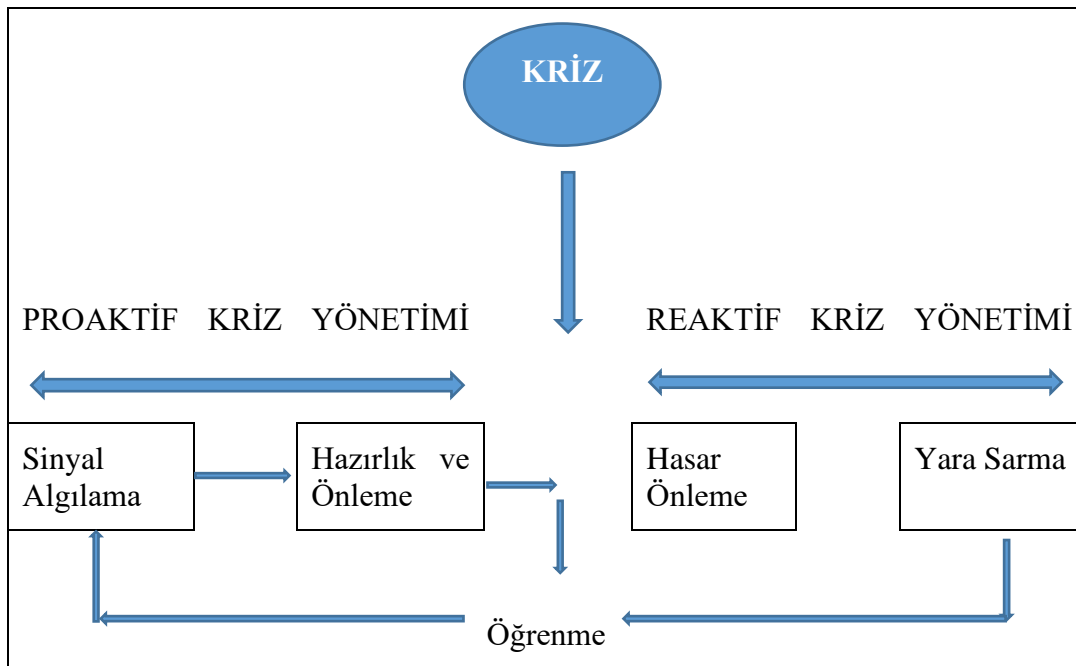 KRİZ
PROAKTİF KRİZ YÖNETİMİ
REAKTİF KRİZ YÖNETİMİ
Sinyal
Algılama
Hazırlık ve
Önleme
Hasar
Önleme
Yara Sarma
Öğrenme